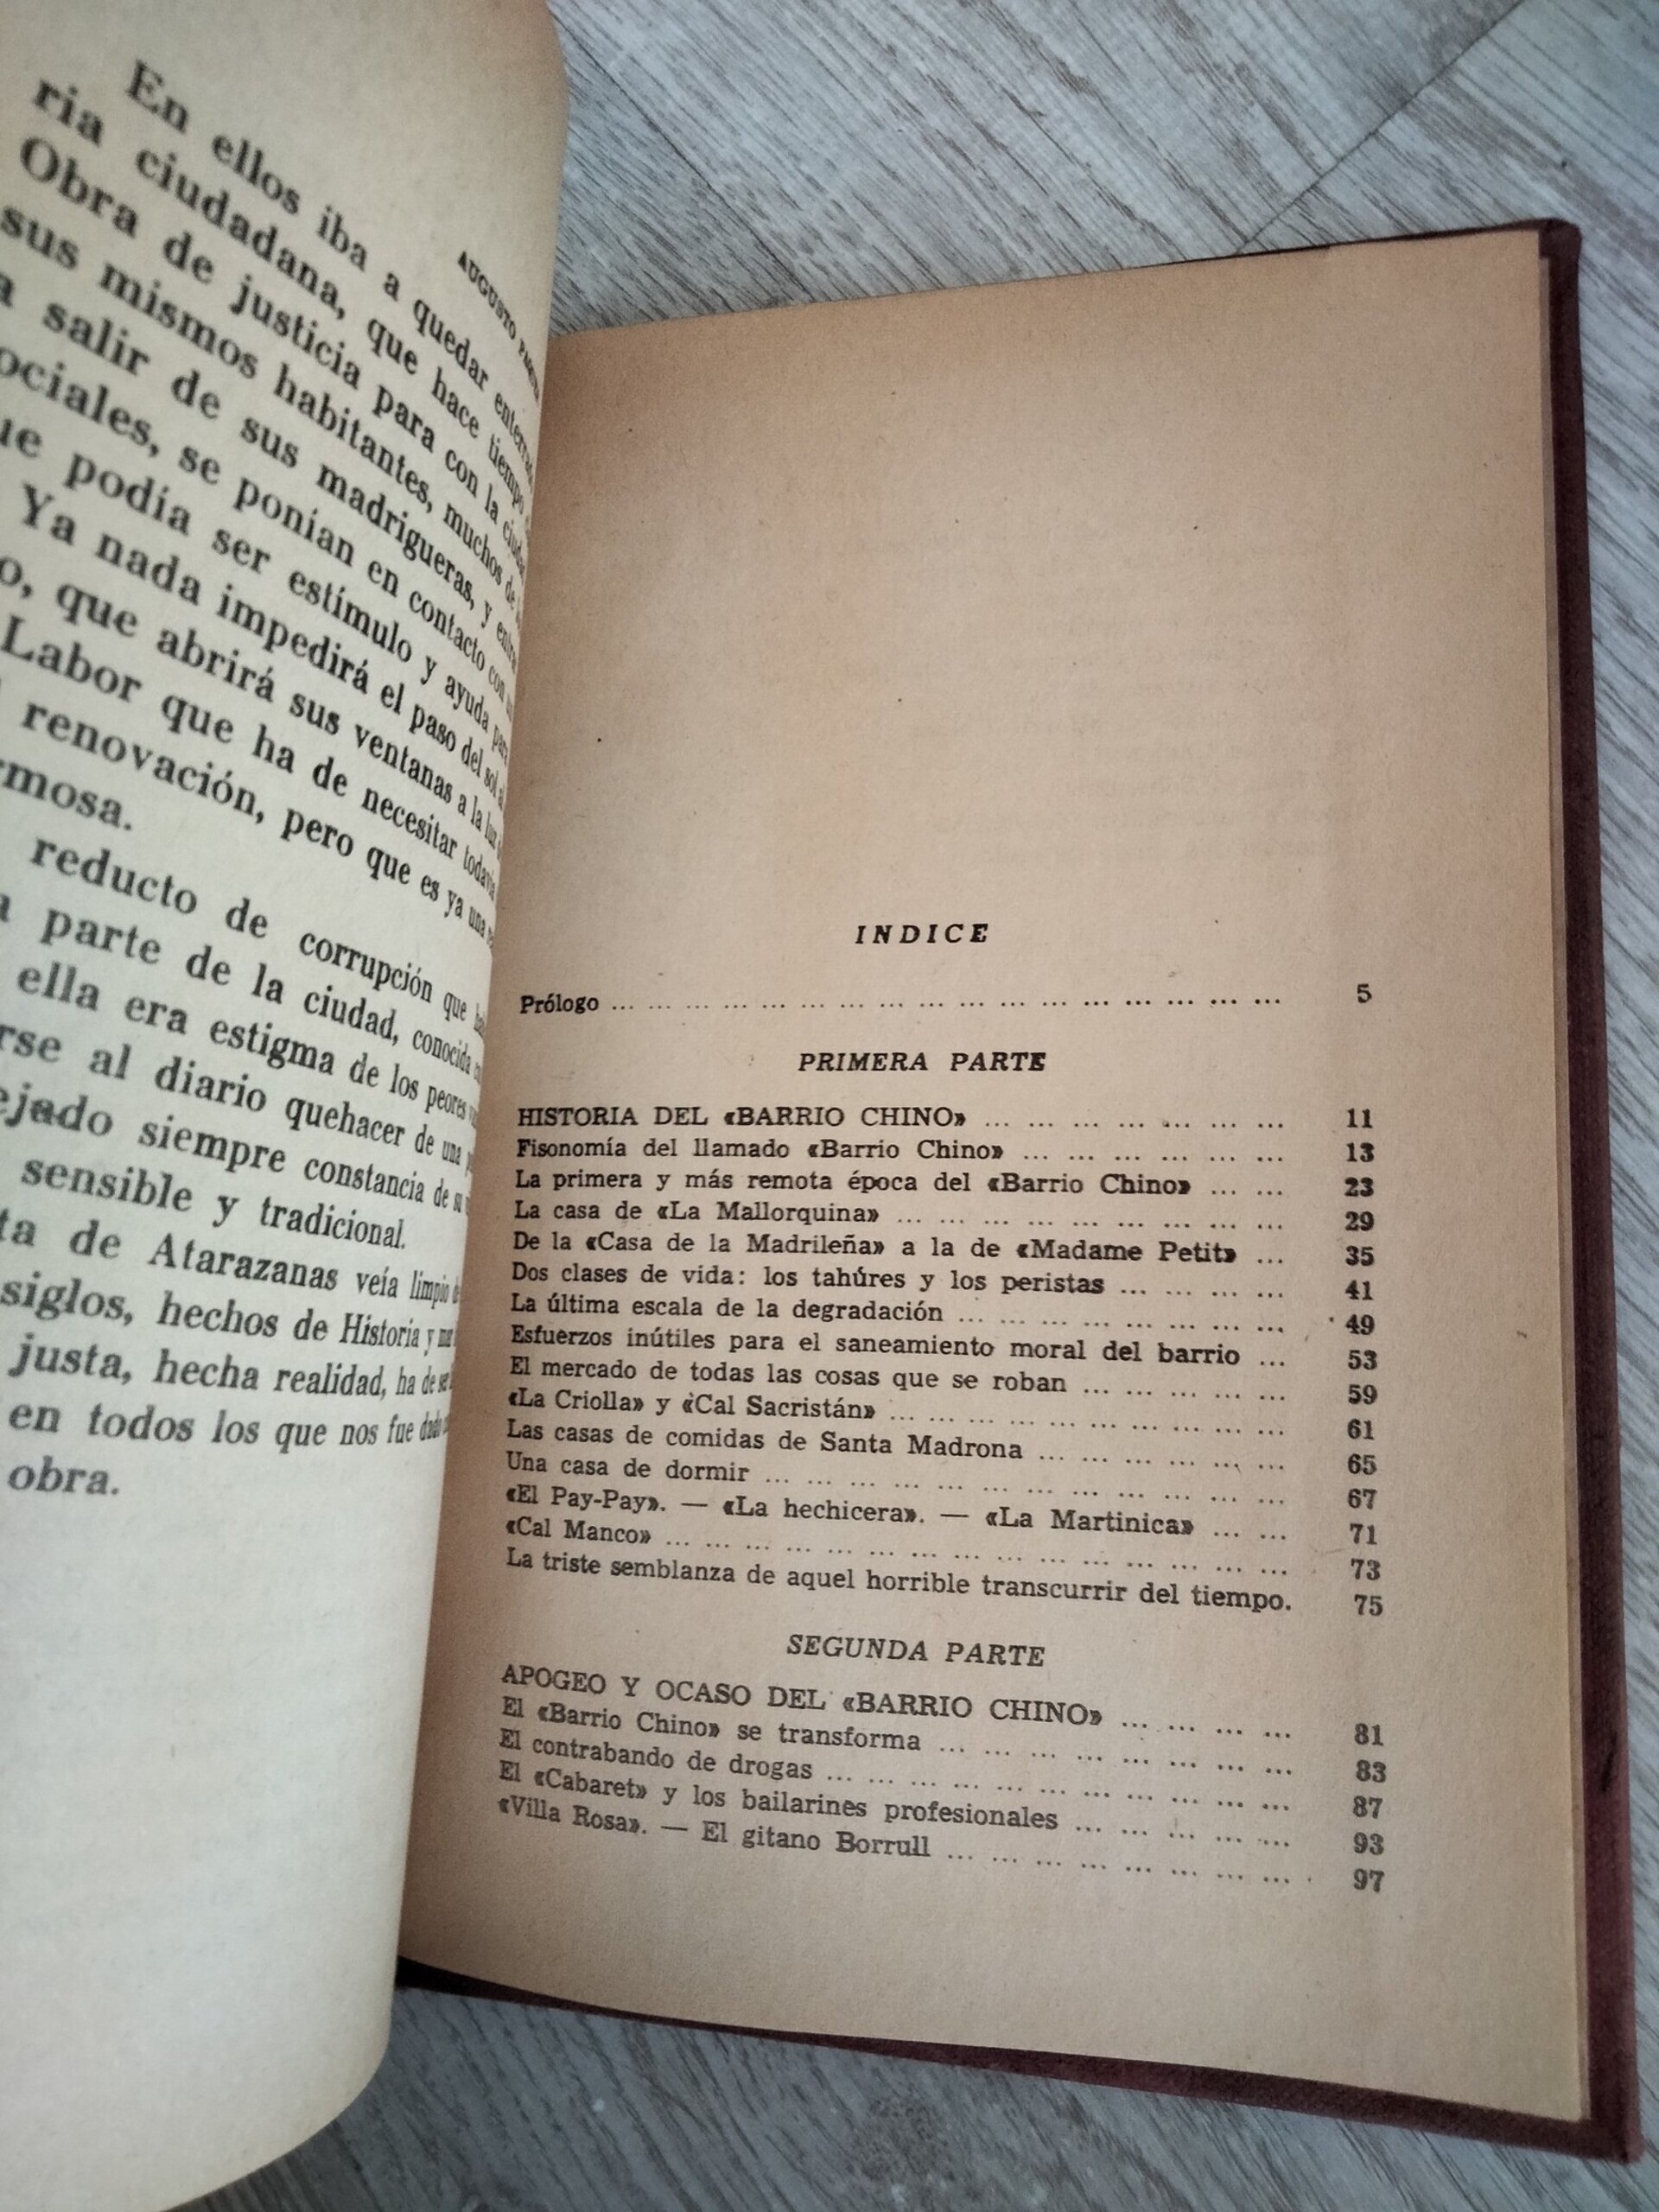 AUGUSTO
En ellos iba a quedar
ria ciudadana, que hace tiempo
Obra de justicia para con la
sus mismos habitantes, muchos de
salir de sus madrigueras, y
se ponían en contacto con
podía ser estímulo y ayuda para
Ya nada impedirá el paso del sol
que abrirá sus ventanas a la luz
Labor que ha de necesitar todavía
renovación, pero que es ya una
reducto de corrupción que
parte de la ciudad, conocida
ella era estigma de los peores
al diario quehacer de una
siempre constancia de su
sensible y tradicional.
de Atarazanas veía limpio
siglos, hechos de Historia y
justa, hecha realidad, ha de
en todos los que nos fue
obra.
INDICE
Prólogo ... ... ... ... ... ... ... ... ... ... ... ... ... ... ... ... ... 5
PRIMERA PARTE
HISTORIA DEL «BARRIO CHINO» ... ... ... ... ... ... ... 11
Fisonomía del llamado «Barrio Chino» ... ... ... ... ... ... 13
La primera y más remota época del «Barrio Chino» ... ... 23
La casa de «La Mallorquina» ... ... ... ... ... ... ... ... ... 29
De la «Casa de la Madrileña» a la de «Madame Petit» ... 35
Dos clases de vida: los tahúres y los peristas ... ... ... ... 41
La última escala de la degradación ... ... ... ... ... ... ... ... 49
Esfuerzos inútiles para el saneamiento moral del barrio ... 53
El mercado de todas las cosas que se roban ... ... ... ... ... 59
«La Criolla» y «Cal Sacristán» ... ... ... ... ... ... ... ... ... ... 61
Las casas de comidas de Santa Madrona ... ... ... ... ... ... 65
Una casa de dormir ... ... ... ... ... ... ... ... ... ... ... ... ... 67
«El Pay-Pay». — «La hechicera». — «La Martinica» ... ... 71
«Cal Manco» ... ... ... ... ... ... ... ... ... ... ... ... ... ... ... 73
La triste semblanza de aquel horrible transcurrir del tiempo. 75
SEGUNDA PARTE
APOGEO Y OCASO DEL «BARRIO CHINO» ... ... ... ... 81
El «Barrio Chino» se transforma ... ... ... ... ... ... ... ... 83
El contrabando de drogas ... ... ... ... ... ... ... ... ... ... ... 87
El «Cabaret» y los bailarines profesionales ... ... ... ... ... 93
«Villa Rosa». — El gitano Borrull ... ... ... ... ... ... ... ... 97